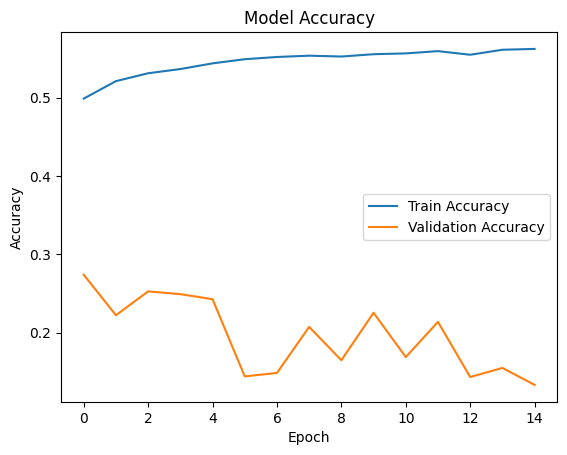 Model Accuracy
Accuracy
0.5
0.4
0.3
0.2
Train Accuracy
Validation Accuracy
0 2 4 6 8 10 12 14
Epoch